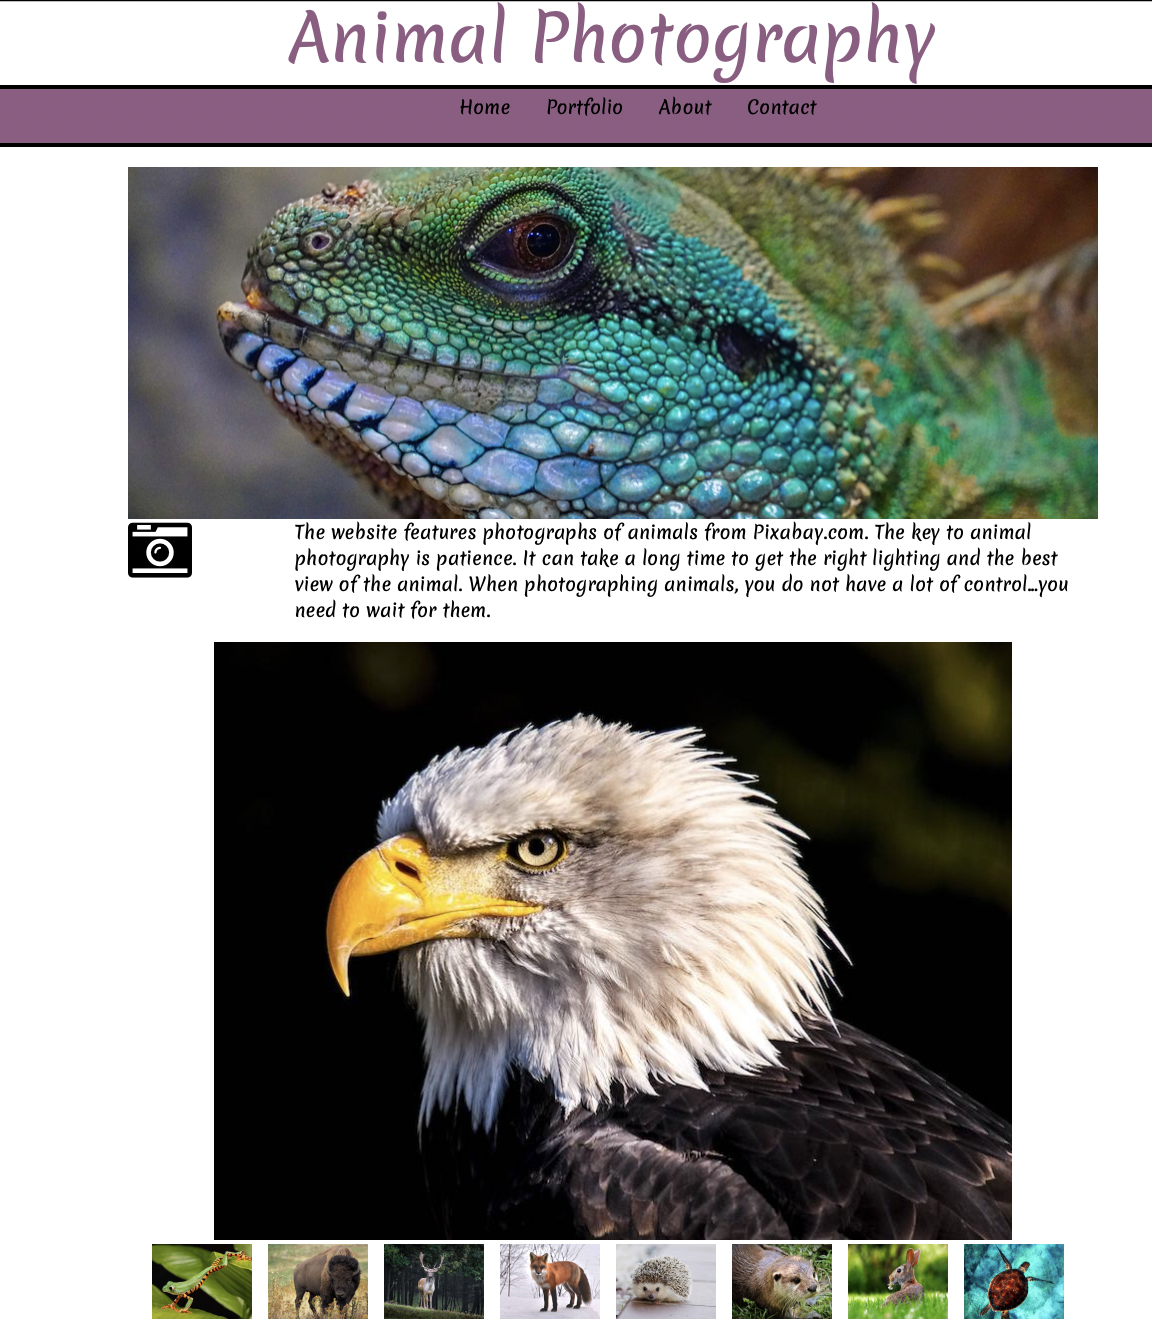 Animal Photography
Home Portfolio About Contact
The website features photographs of animals from Pixabay.com. The key to animal
photography is patience. It can take a long time to get the right lighting and the best
view of the animal. When photographing animals, you do not have a lot of control...you
need to wait for them.